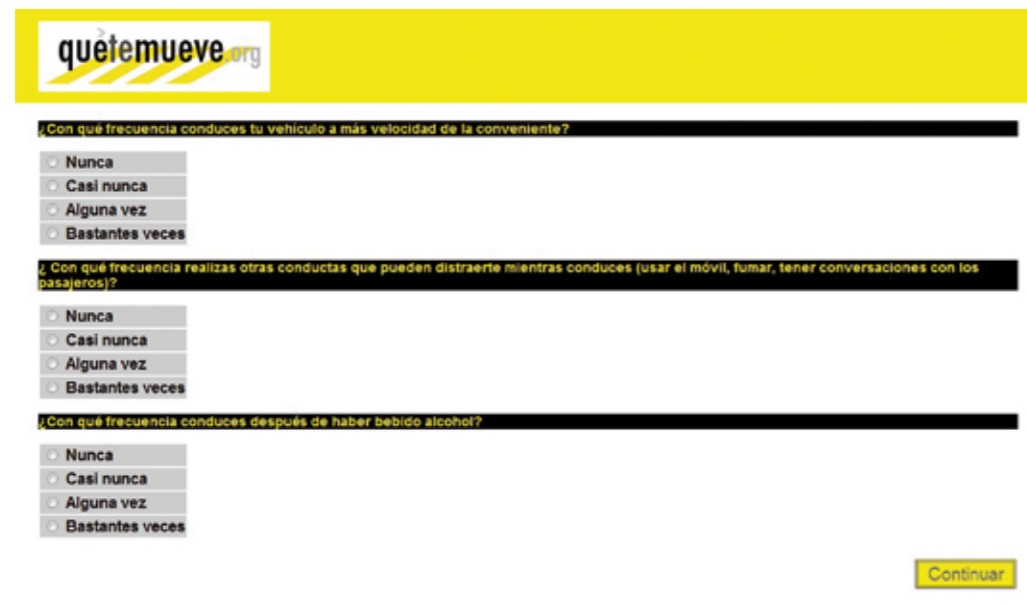 quètemueve.org
¿Con qué frecuencia conduces tu vehículo a más velocidad de la conveniente?
Nunca
Casi nunca
Alguna vez
Bastantes veces
¿ Con qué frecuencia realizas otras conductas que pueden distraerte mientras conduces (usar el móvil, fumar, tener conversaciones con los
pasajeros)?
Nunca
Casi nunca
Alguna vez
Bastantes veces
¿Con qué frecuencia conduces después de haber bebido alcohol?
Nunca
Casi nunca
Alguna vez
Bastantes veces
Continuar